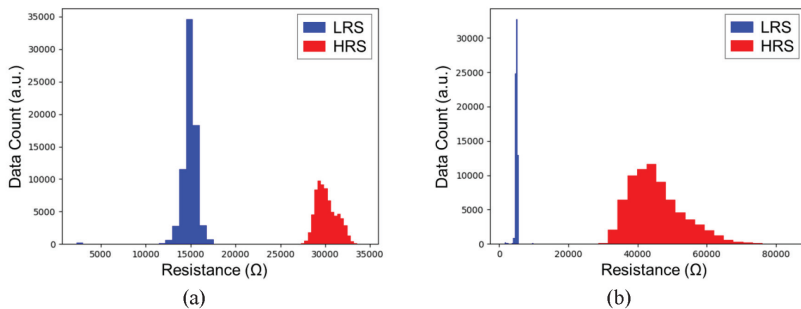 35000
30000
25000
20000
15000
10000
5000
0
Data Count (a.u.)
LRS
HRS
5000 10000 15000 20000 25000 30000 35000
Resistance (Ω)
(a)
30000
25000
20000
15000
10000
5000
0
Data Count (a.u.)
LRS
HRS
0 20000 40000 60000 80000
Resistance (Ω)
(b)